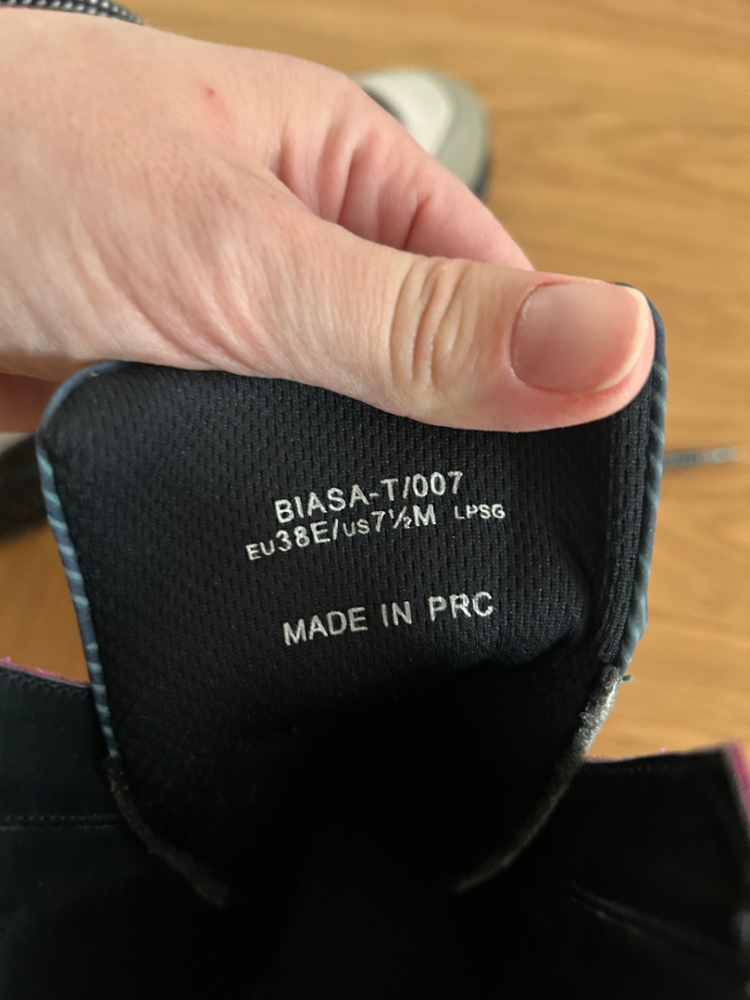 BIASA-T/007
EU38E/US7½M LPSG
MADE IN PRC